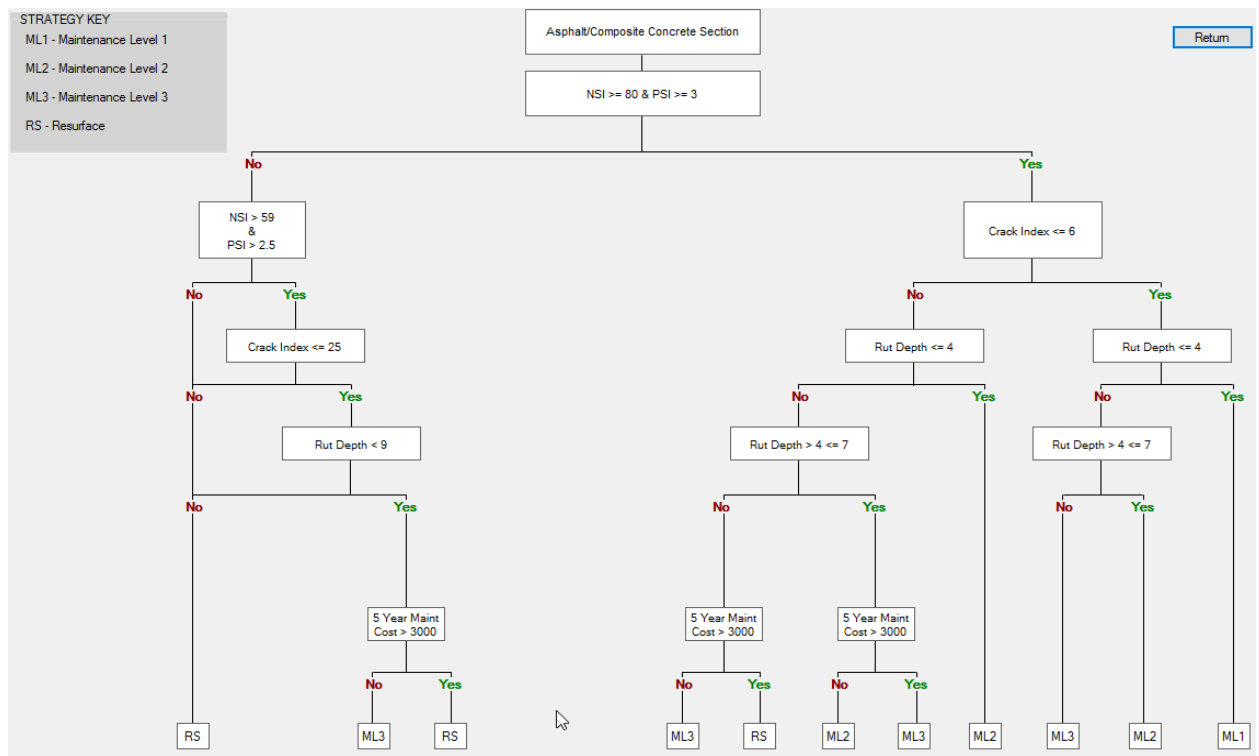 STRATEGY KEY
ML1 - Maintenance Level 1
ML2 - Maintenance Level 2
ML3 - Maintenance Level 3
RS - Resurface
Asphalt/Composite Concrete Section
Return
NSI >= 80 & PSI >= 3
No
Yes
NSI > 59
&
PSI > 2.5
Crack Index <= 6
No
Yes
No
Yes
Crack Index <= 25
Rut Depth <= 4
Rut Depth <= 4
No
Yes
No
Yes
No
Yes
Rut Depth < 9
Rut Depth > 4 <= 7
Rut Depth > 4 <= 7
No
Yes
No
Yes
No
Yes
5 Year Maint
Cost > 3000
5 Year Maint
Cost > 3000
5 Year Maint
Cost > 3000
No
Yes
No
Yes
No
Yes
RS
ML3
RS
ML3
RS
ML2
ML3
ML2
ML3
ML2
ML1